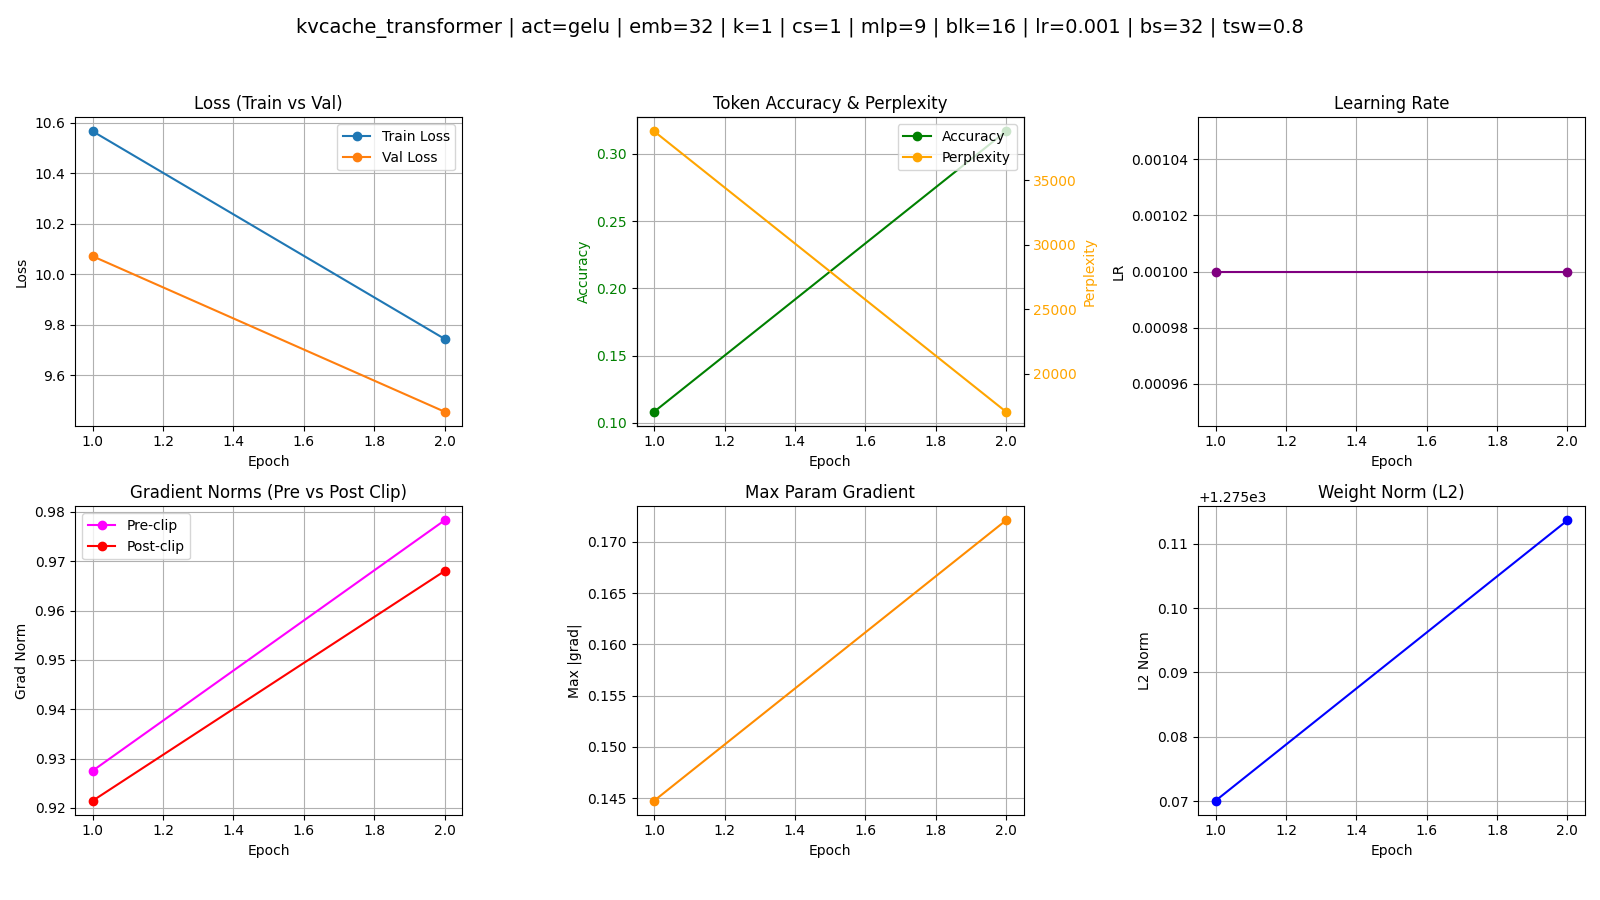 kvcache_transformer | act=gelu | emb=32 | k=1 | cs=1 | mlp=9 | blk=16 | lr=0.001 | bs=32 | tsw=0.8
Loss (Train vs Val)
10.6
10.4
10.2
10.0
9.8
9.6
Loss
Train Loss
Val Loss
1.0 1.2 1.4 1.6 1.8 2.0
Epoch
Token Accuracy & Perplexity
0.30
0.25
0.20
0.15
0.10
Accuracy
Accuracy
Perplexity
35000
30000
25000
20000
Perplexity
1.0 1.2 1.4 1.6 1.8 2.0
Epoch
Learning Rate
0.00104
0.00102
0.00100
0.00098
0.00096
LR
1.0 1.2 1.4 1.6 1.8 2.0
Epoch
Gradient Norms (Pre vs Post Clip)
0.98
0.97
0.96
0.95
0.94
0.93
0.92
Grad Norm
Pre-clip
Post-clip
1.0 1.2 1.4 1.6 1.8 2.0
Epoch
Max Param Gradient
0.170
0.165
0.160
0.155
0.150
0.145
Max |grad|
1.0 1.2 1.4 1.6 1.8 2.0
Epoch
Weight Norm (L2)
+1.275e3
0.11
0.10
0.09
0.08
0.07
L2 Norm
1.0 1.2 1.4 1.6 1.8 2.0
Epoch